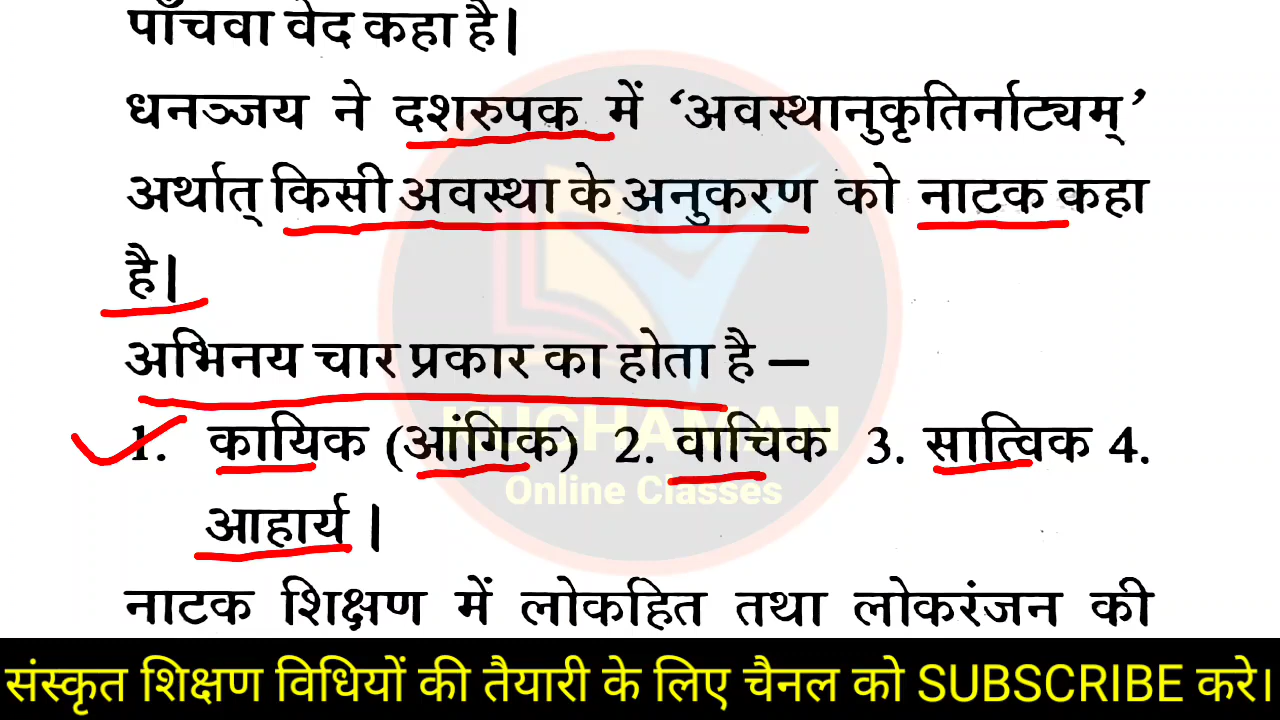 पाँचवा वेद कहा है।
धनञ्जय ने दशरुपक में ‘अवस्थानुकृतिर्नाट्यम्’
अर्थात् किसी अवस्था के अनुकरण को नाटक कहा
है।
अभिनय चार प्रकार का होता है —
1. कायिक (आंगिक) 2. वाचिक 3. सात्विक 4.
आहार्य ।
KUCHAMAN
Online Classes
नाटक शिक्षण में लोकहित तथा लोकरंजन की
संस्कृत शिक्षण विधियों की तैयारी के लिए चैनल को SUBSCRIBE करे।